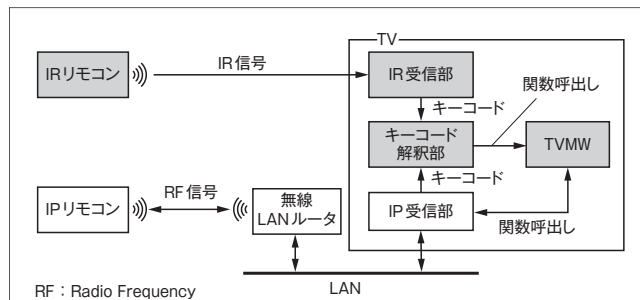 TV
IRリモコン
IR信号
IR受信部
関数呼出し
キーコード
キーコード
解釈部
TVMW
キーコード
RF信号
IPリモコン
無線
LANルータ
IP受信部
関数呼出し
LAN
RF：Radio Frequency